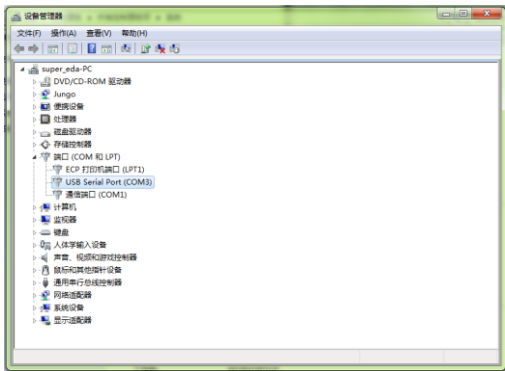 设备管理器
文件(F) 操作(A) 查看(V) 帮助(H)
super_eda-PC
DVD/CD-ROM 驱动器
Jungo
便携设备
处理器
磁盘驱动器
存储控制器
端口 (COM 和 LPT)
ECP 打印机端口 (LPT1)
USB Serial Port (COM3)
通信端口 (COM1)
计算机
监视器
键盘
人体学输入设备
声音、视频和游戏控制器
鼠标和其他指针设备
通用串行总线控制器
网络适配器
系统设备
显示适配器